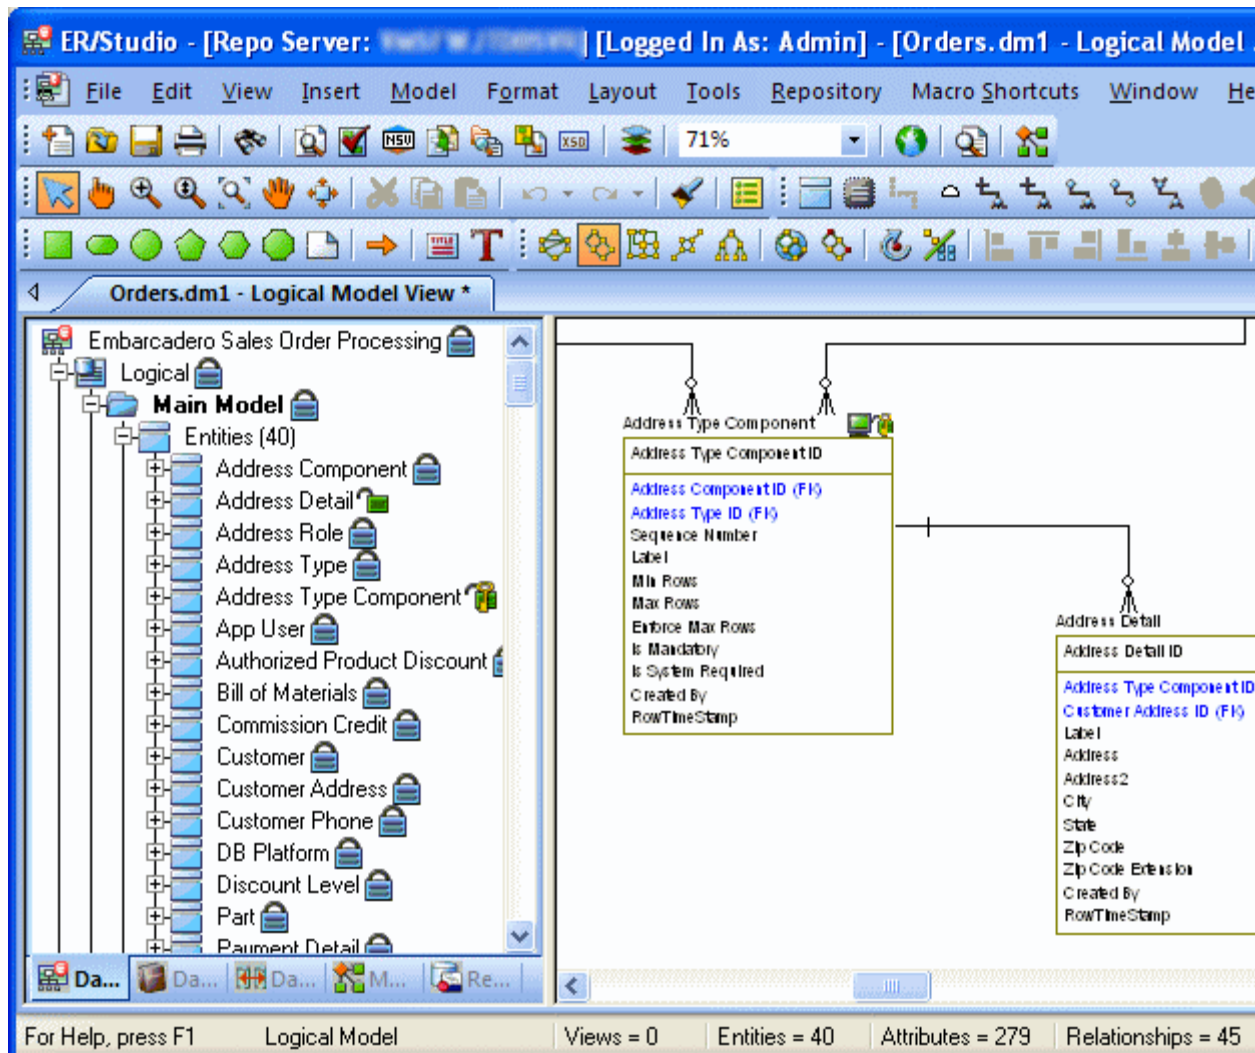 ER/Studio - [Repo Server: ] [Logged In As: Admin] - [Orders.dm1 - Logical Model
File Edit View Insert Model Format Layout Tools Repository Macro Shortcuts Window He
NSV XSD 71%
TITLE T
Orders.dm1 - Logical Model View *
Embarcadero Sales Order Processing
Logical
Main Model
Entities (40)
Address Component
Address Detail
Address Role
Address Type
Address Type Component
App User
Authorized Product Discount
Bill of Materials
Commission Credit
Customer
Customer Address
Customer Phone
DB Platform
Discount Level
Part
Payment Detail
Da... Da... Da... M... Re...
Address Type Component
Address Type Component ID
Address Component ID (FK)
Address Type ID (FK)
Sequence Number
Label
Min Rows
Max Rows
Enforce Max Rows
Is Mandatory
Is System Required
Created By
RowTimeStamp
Address Detail
Address Detail ID
Address Type Component ID
Customer Address ID (FK)
Label
Address
Address2
City
State
Zip Code
Zip Code Extension
Created By
RowTimeStamp
For Help, press F1 Logical Model Views = 0 Entities = 40 Attributes = 279 Relationships = 45